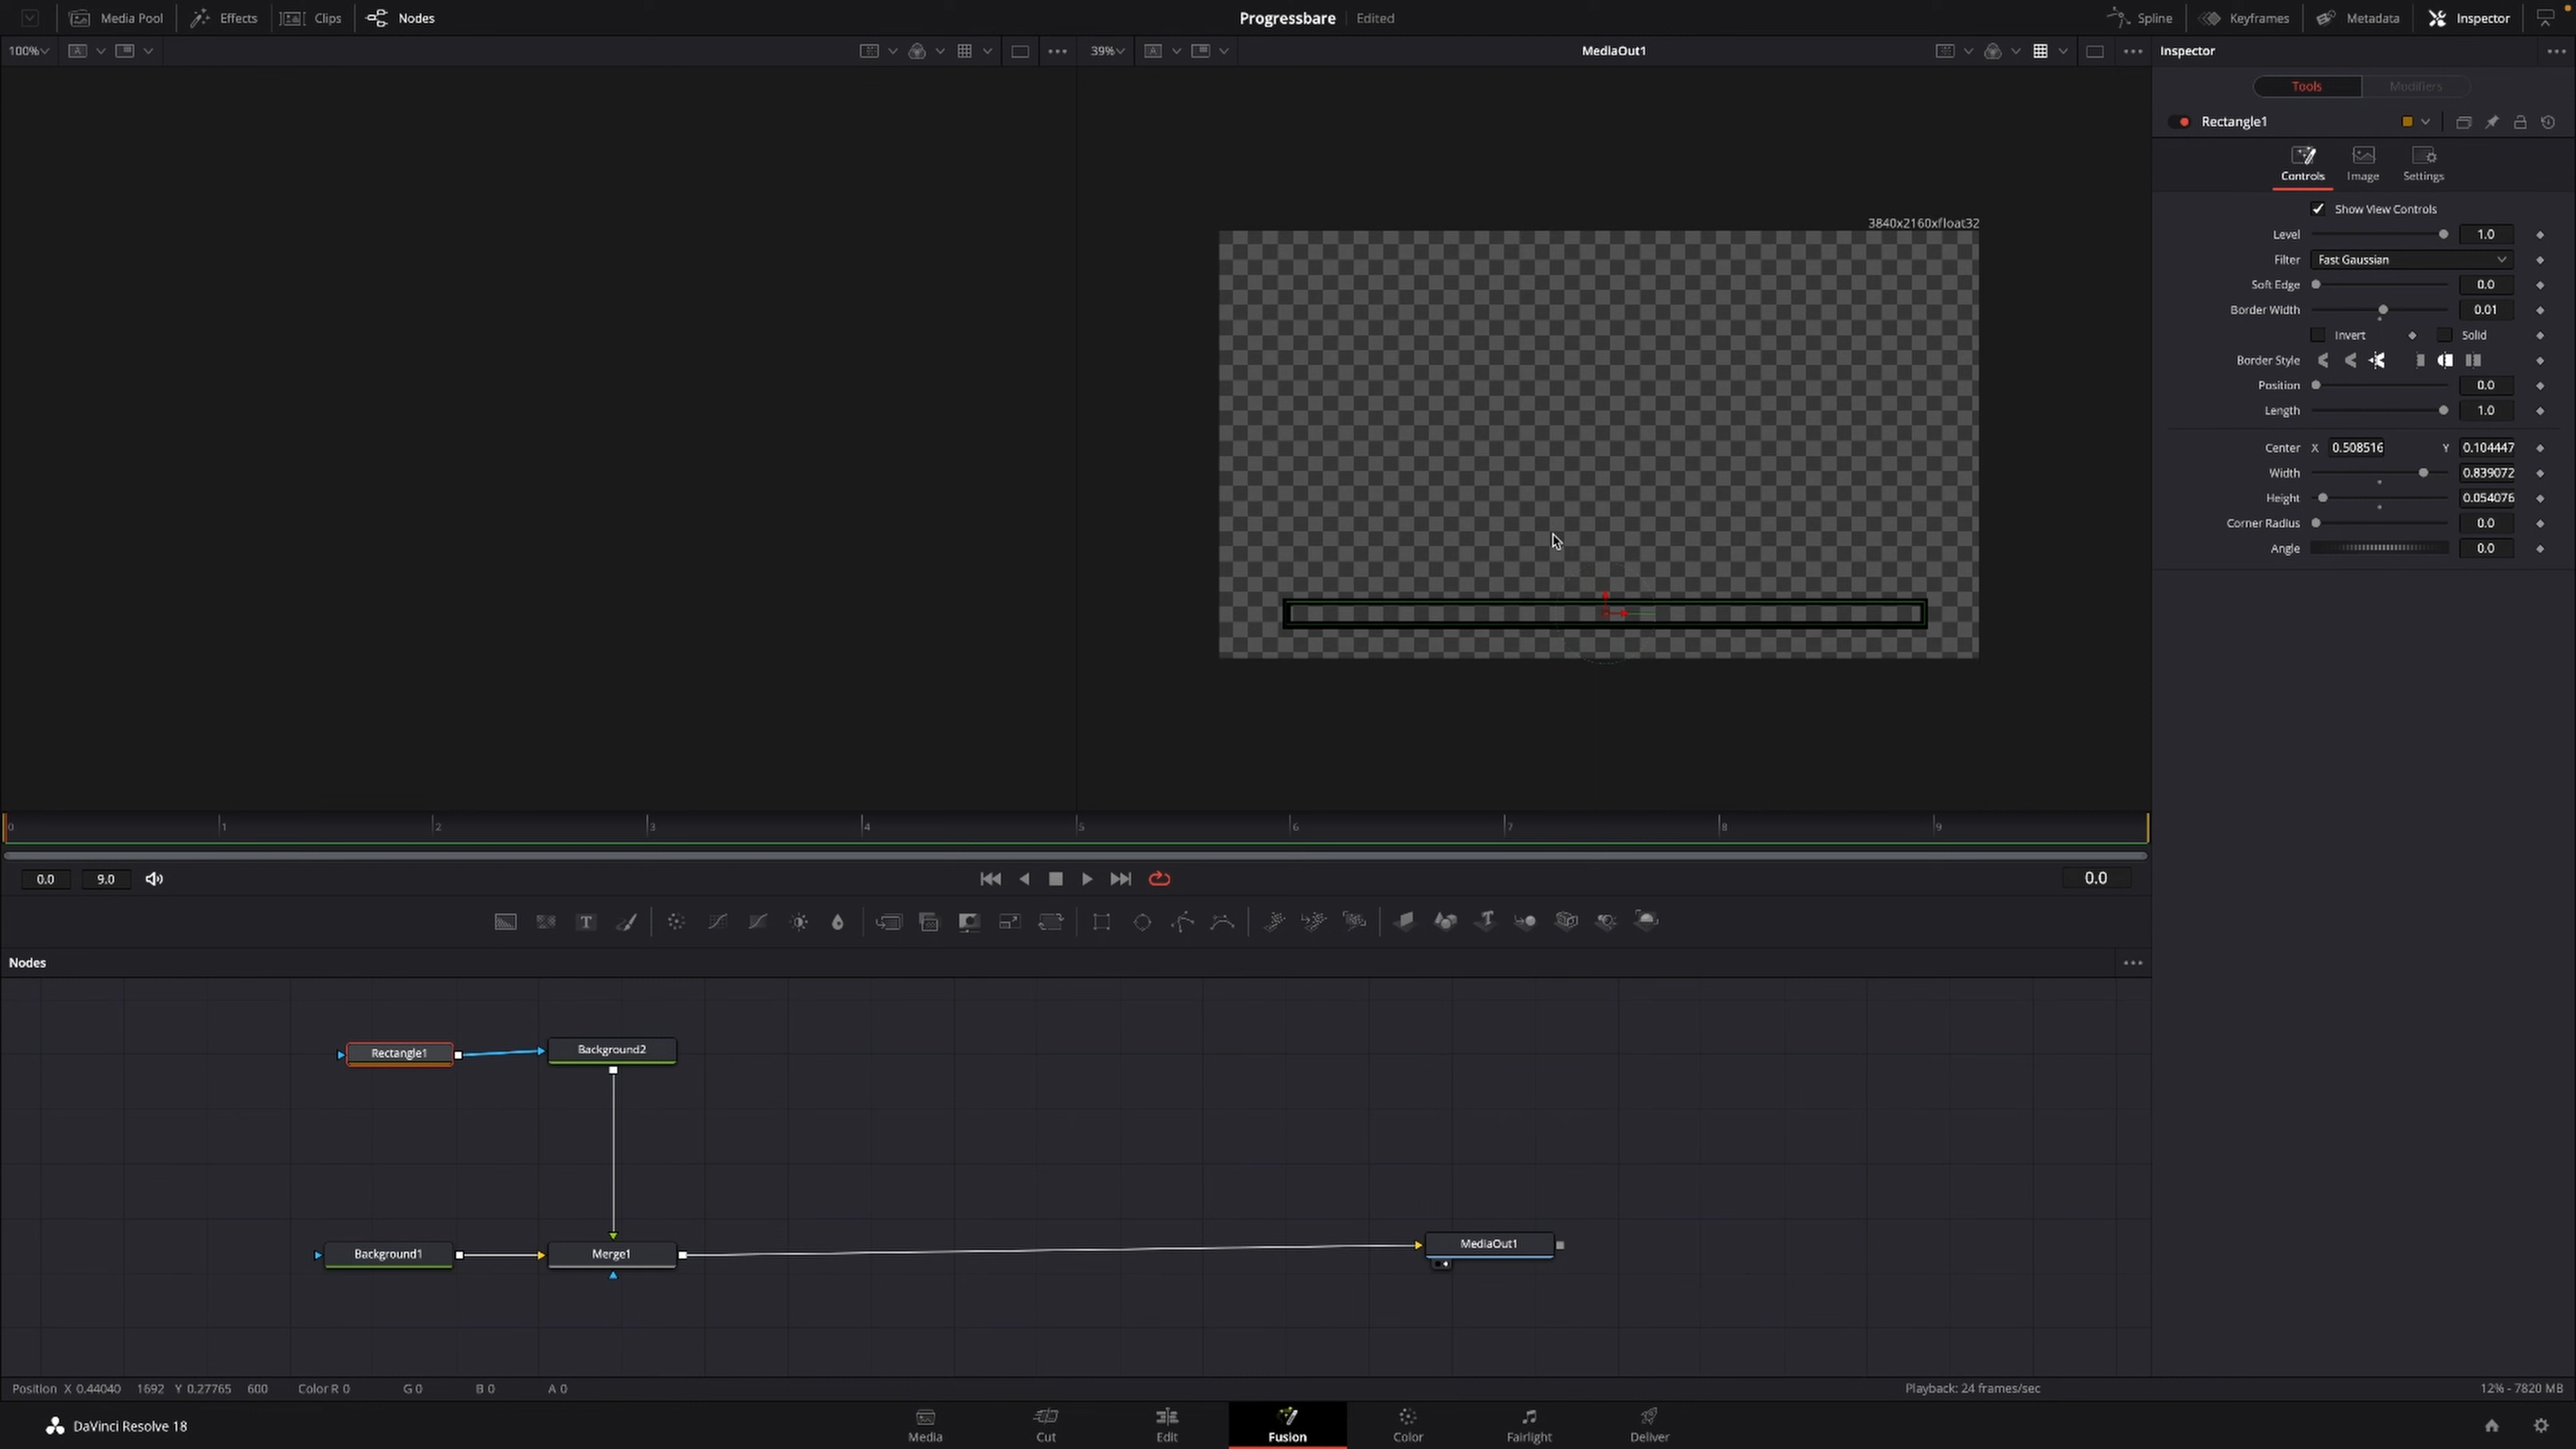 Media Pool Effects Clips Nodes Progressbare Edited Spline Keyframes Metadata Inspector
100% 39% MediaOut1 Inspector
Tools Modifiers
Rectangle1
Controls Image Settings
Show View Controls
3840x2160xfloat32
Level 1.0
Filter Fast Gaussian
Soft Edge 0.0
Border Width 0.01
Invert Solid
Border Style
Position 0.0
Length 1.0
Center X 0.508516 Y 0.104447
Width 0.839072
Height 0.054076
Corner Radius 0.0
Angle 0.0
0 1 2 3 4 5 6 7 8 9
0.0 9.0 0.0
T
Nodes
Rectangle1 Background2
Background1 Merge1 MediaOut1
Position X 0.44040 1692 Y 0.27765 600 Color R 0 G 0 B 0 A 0 Playback: 24 frames/sec 12% - 7820 MB
DaVinci Resolve 18 Media Cut Edit Fusion Color Fairlight Deliver